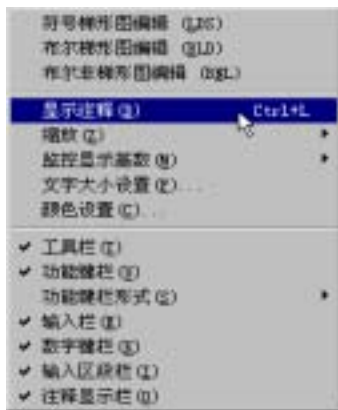 符号梯形图编辑 (LDS)
布尔梯形图编辑 (BLD)
布尔非梯形图编辑 (BNL)
显示注释 Ctrl+L
缩放(Z)
监控显示基数(M)
文字大小设置(F)...
颜色设置(C)...
工具栏(T)
功能键栏
功能键栏形式(S)
输入栏
数字键栏
输入区段栏(I)
注释显示栏